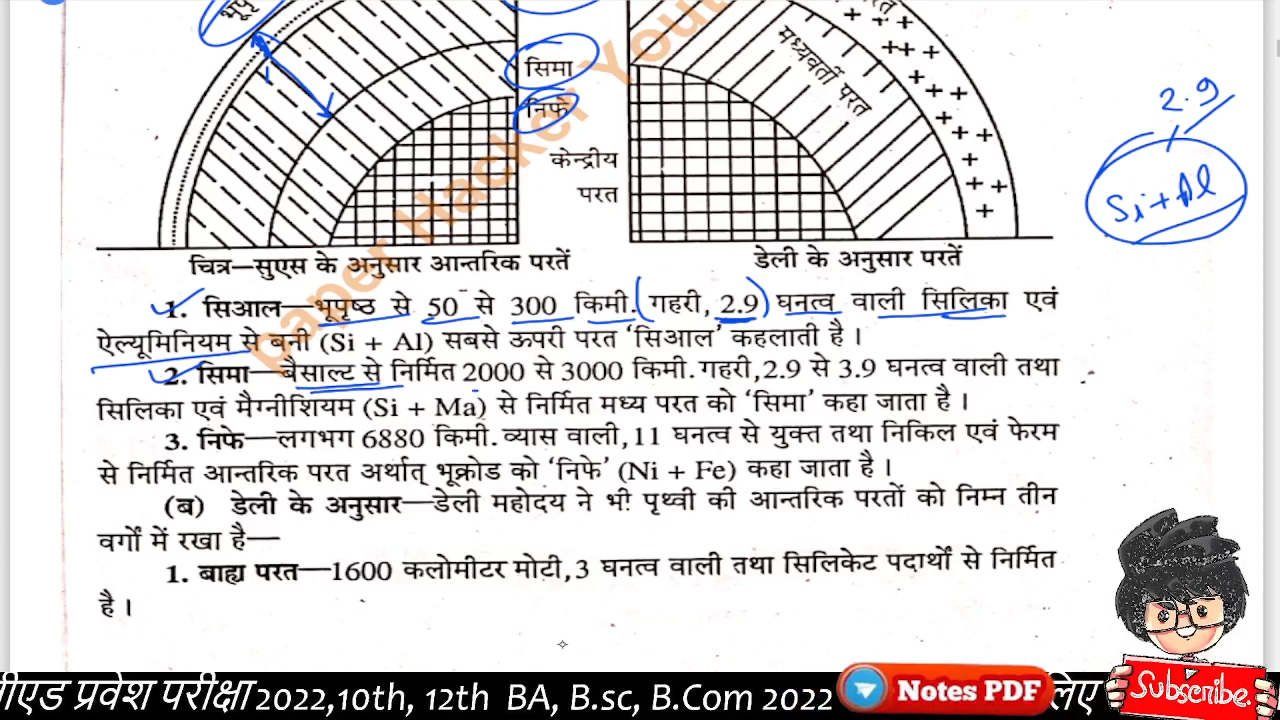 भूपृ
सिमा
निफे
केन्द्रीय
परत
मध्यवर्ती परत
2.9
Si+Al
चित्र—सुएस के अनुसार आन्तरिक परतें
डेली के अनुसार परतें
1. सिआल—भूपृष्ठ से 50 से 300 किमी. गहरी, 2.9 घनत्व वाली सिलिका एवं
ऐल्यूमिनियम से बनी (Si + Al) सबसे ऊपरी परत ‘सिआल’ कहलाती है।
2. सिमा—बैसाल्ट से निर्मित 2000 से 3000 किमी. गहरी, 2.9 से 3.9 घनत्व वाली तथा
सिलिका एवं मैग्नीशियम (Si + Ma) से निर्मित मध्य परत को ‘सिमा’ कहा जाता है।
3. निफे—लगभग 6880 किमी. व्यास वाली, 11 घनत्व से युक्त तथा निकिल एवं फेरम
से निर्मित आन्तरिक परत अर्थात् भूक्रोड को ‘निफे’ (Ni + Fe) कहा जाता है।
(ब) डेली के अनुसार—डेली महोदय ने भी पृथ्वी की आन्तरिक परतों को निम्न तीन
वर्गों में रखा है—
1. बाह्य परत—1600 कलोमीटर मोटी, 3 घनत्व वाली तथा सिलिकेट पदार्थों से निर्मित
है।
paper Hacker Yout
ीएड प्रवेश परीक्षा 2022,10th, 12th BA, B.sc, B.Com 2022
Notes PDF
लिए
Subscribe.